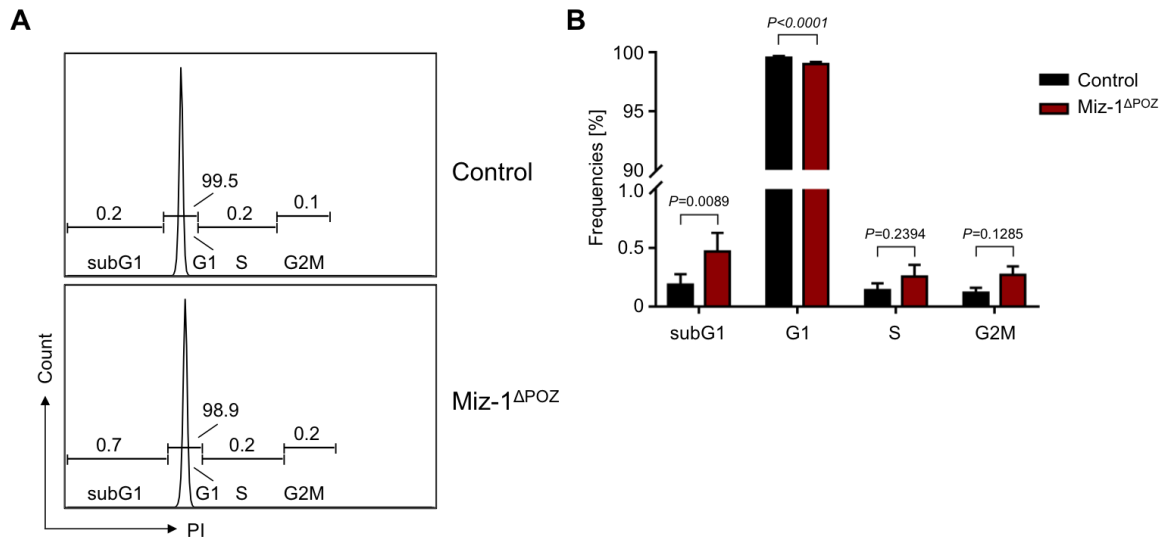 A
99.5
0.2
0.2
0.1
subG1
G1
S
G2M
Control
98.9
0.7
0.2
0.2
subG1
G1
S
G2M
Miz-1ΔPOZ
Count
PI
B
P<0.0001
100
95
90
1.0
0.5
0
Frequencies [%]
P=0.0089
P=0.2394
P=0.1285
subG1
G1
S
G2M
Control
Miz-1ΔPOZ